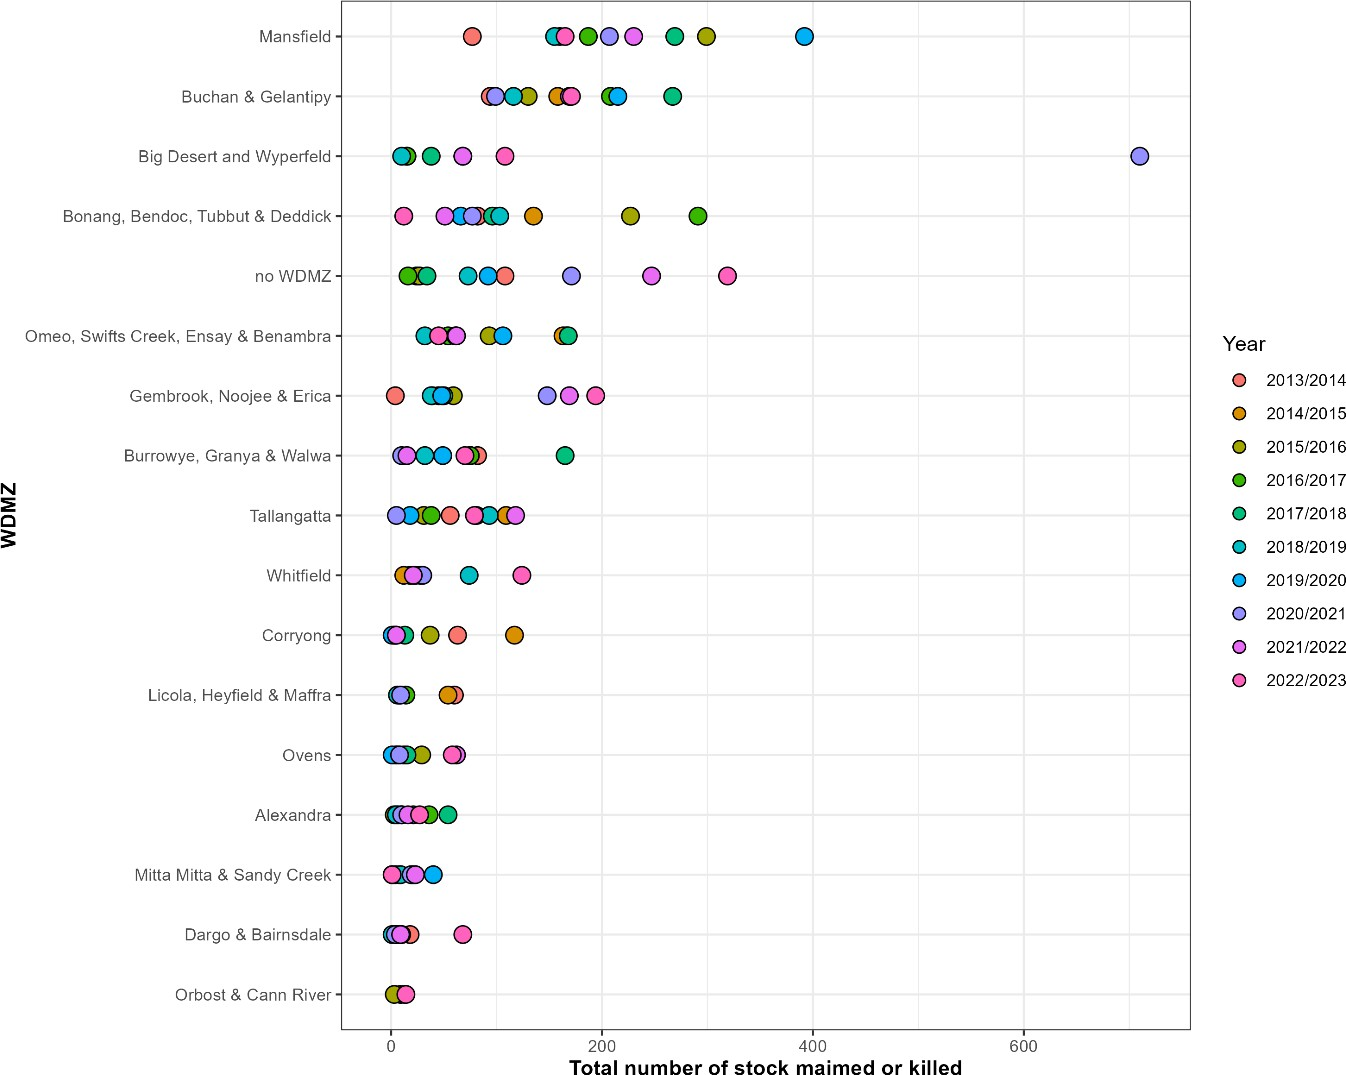 Mansfield
Buchan & Gelantipy
Big Desert and Wyperfeld
Bonang, Bendoc, Tubbut & Deddick
no WDMZ
Omeo, Swifts Creek, Ensay & Benambra
Gembrook, Noojee & Erica
Burrowye, Granya & Walwa
Tallangatta
Whitfield
Corryong
Licola, Heyfield & Maffra
Ovens
Alexandra
Mitta Mitta & Sandy Creek
Dargo & Bairnsdale
Orbost & Cann River
WDMZ
0 200 400 600
Total number of stock maimed or killed
Year
2013/2014
2014/2015
2015/2016
2016/2017
2017/2018
2018/2019
2019/2020
2020/2021
2021/2022
2022/2023